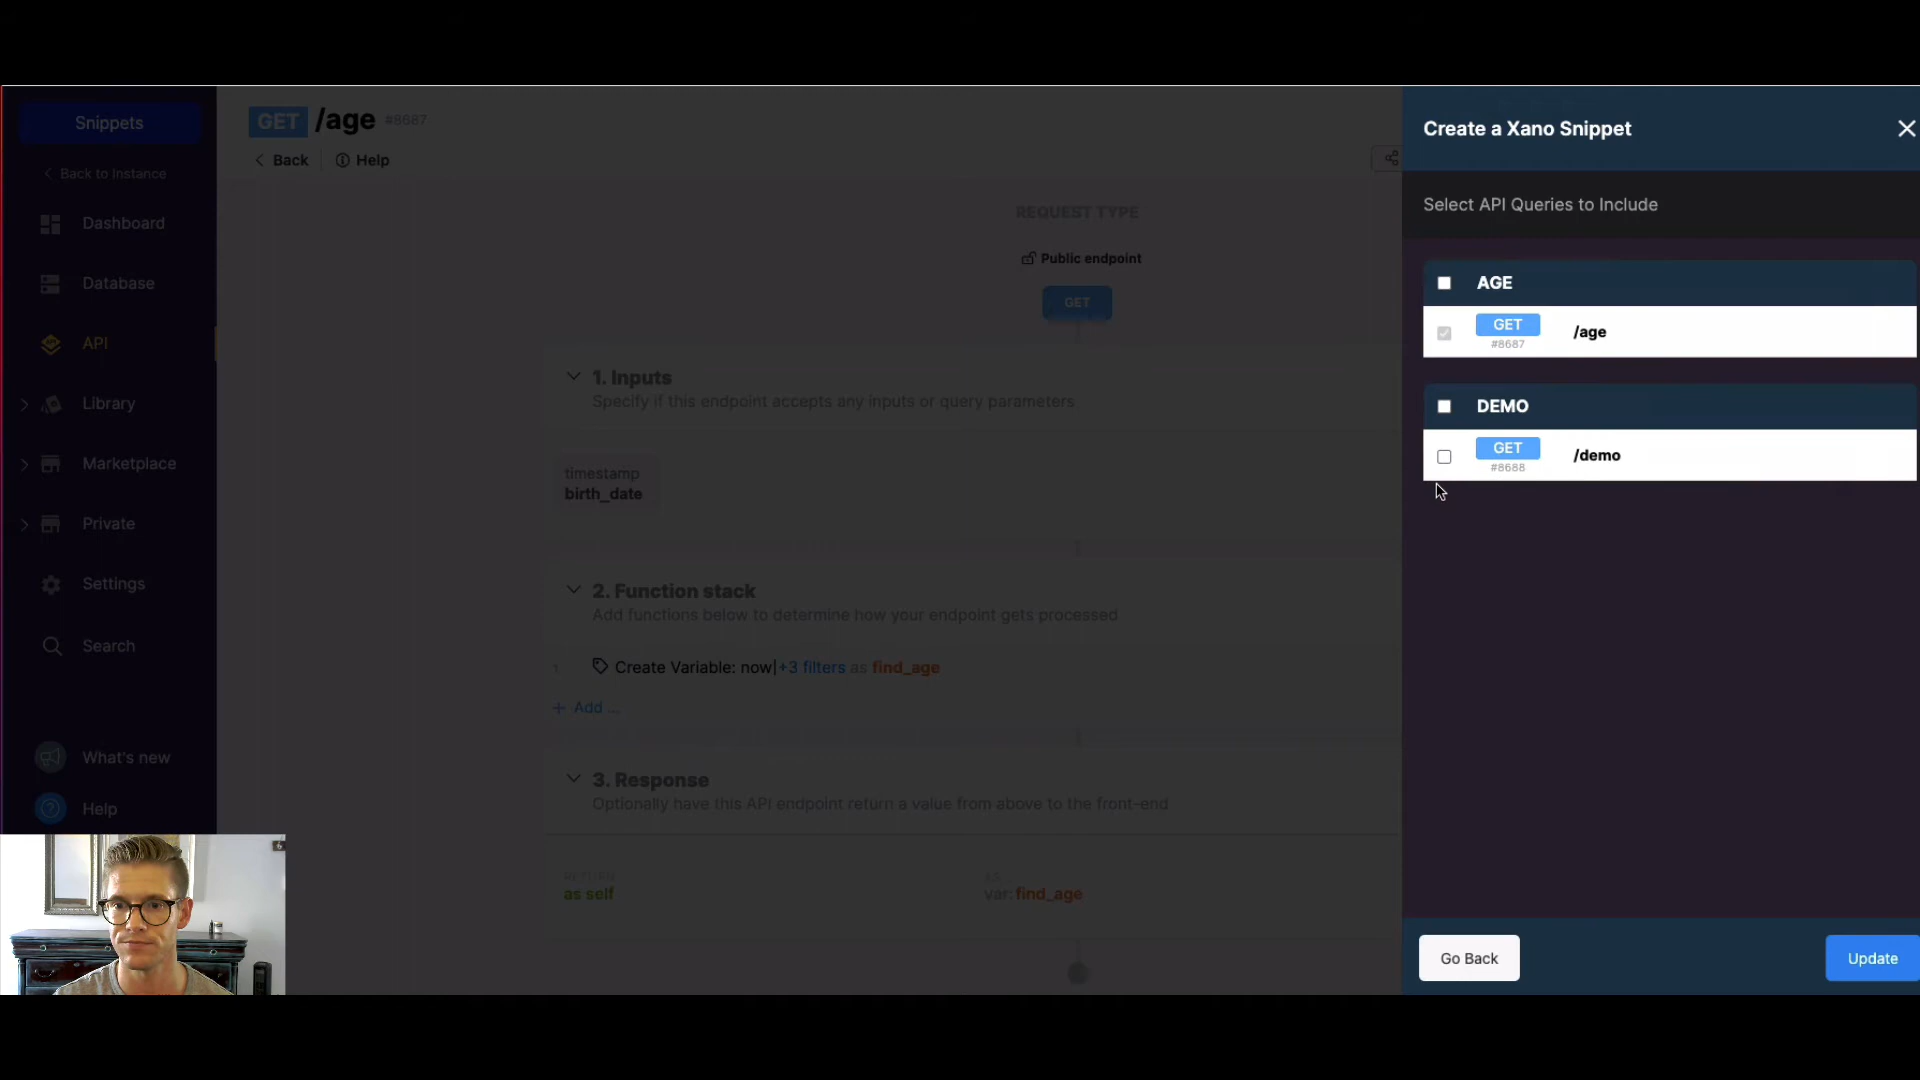 Snippets
Back to Instance
Dashboard
Database
API
Library
Marketplace
Private
Settings
Search
What's new
Help
GET /age #8687
Back
Help
REQUEST TYPE
Public endpoint
GET
1. Inputs
Specify if this endpoint accepts any inputs or query parameters
timestamp
birth_date
2. Function stack
Add functions below to determine how your endpoint gets processed
1. Create Variable: now|+3 filters as find_age
+ Add ...
3. Response
Optionally have this API endpoint return a value from above to the front-end
RETURN
as self
AS
var: find_age
Create a Xano Snippet
Select API Queries to Include
AGE
GET
#8687
/age
DEMO
GET
#8688
/demo
Go Back
Update